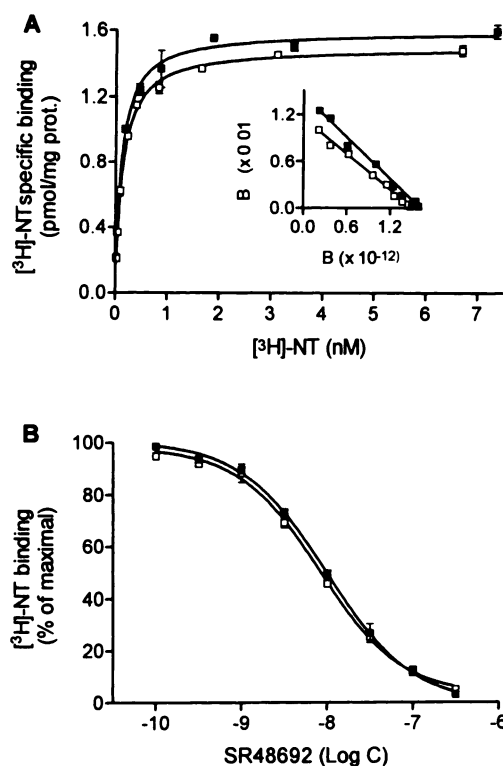 A
[³H]-NT specific binding
(pmol/mg prot.)
1.6
1.2
0.8
0.4
0.0
0 1 2 3 4 5 6 7
[³H]-NT (nM)
B (x 0 01
1.2
0.6
0.0
0.0 0.6 1.2
B (x 10-12)
B
[³H]-NT binding
(% of maximal)
100
80
60
40
20
0
-10 -9 -8 -7 -6
SR48692 (Log C)